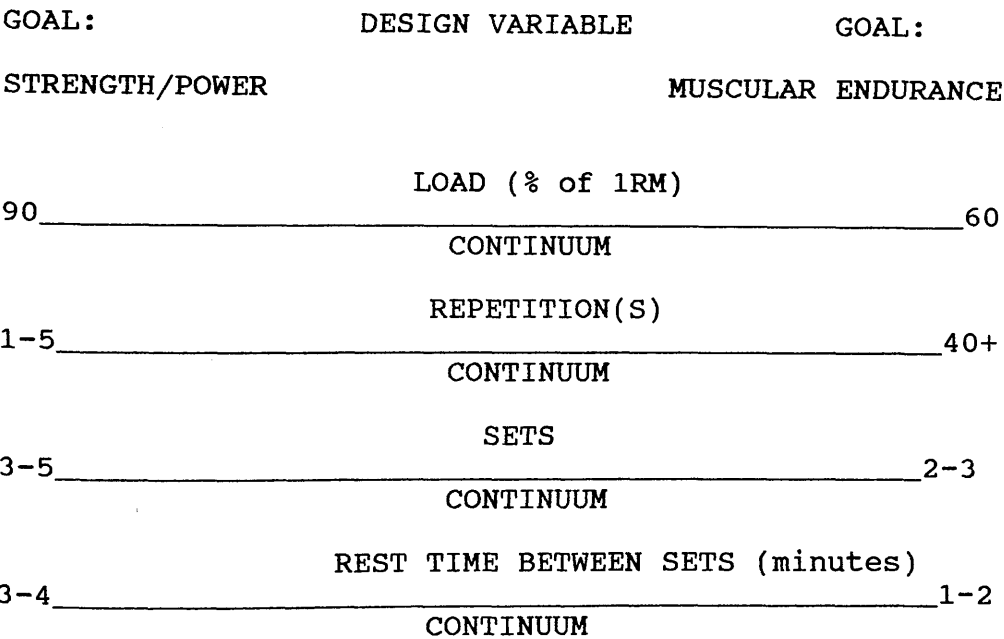 GOAL: DESIGN VARIABLE GOAL:
STRENGTH/POWER MUSCULAR ENDURANCE
LOAD (% of 1RM)
90 60
CONTINUUM
REPETITION(S)
1-5 40+
CONTINUUM
SETS
3-5 2-3
CONTINUUM
REST TIME BETWEEN SETS (minutes)
3-4 1-2
CONTINUUM